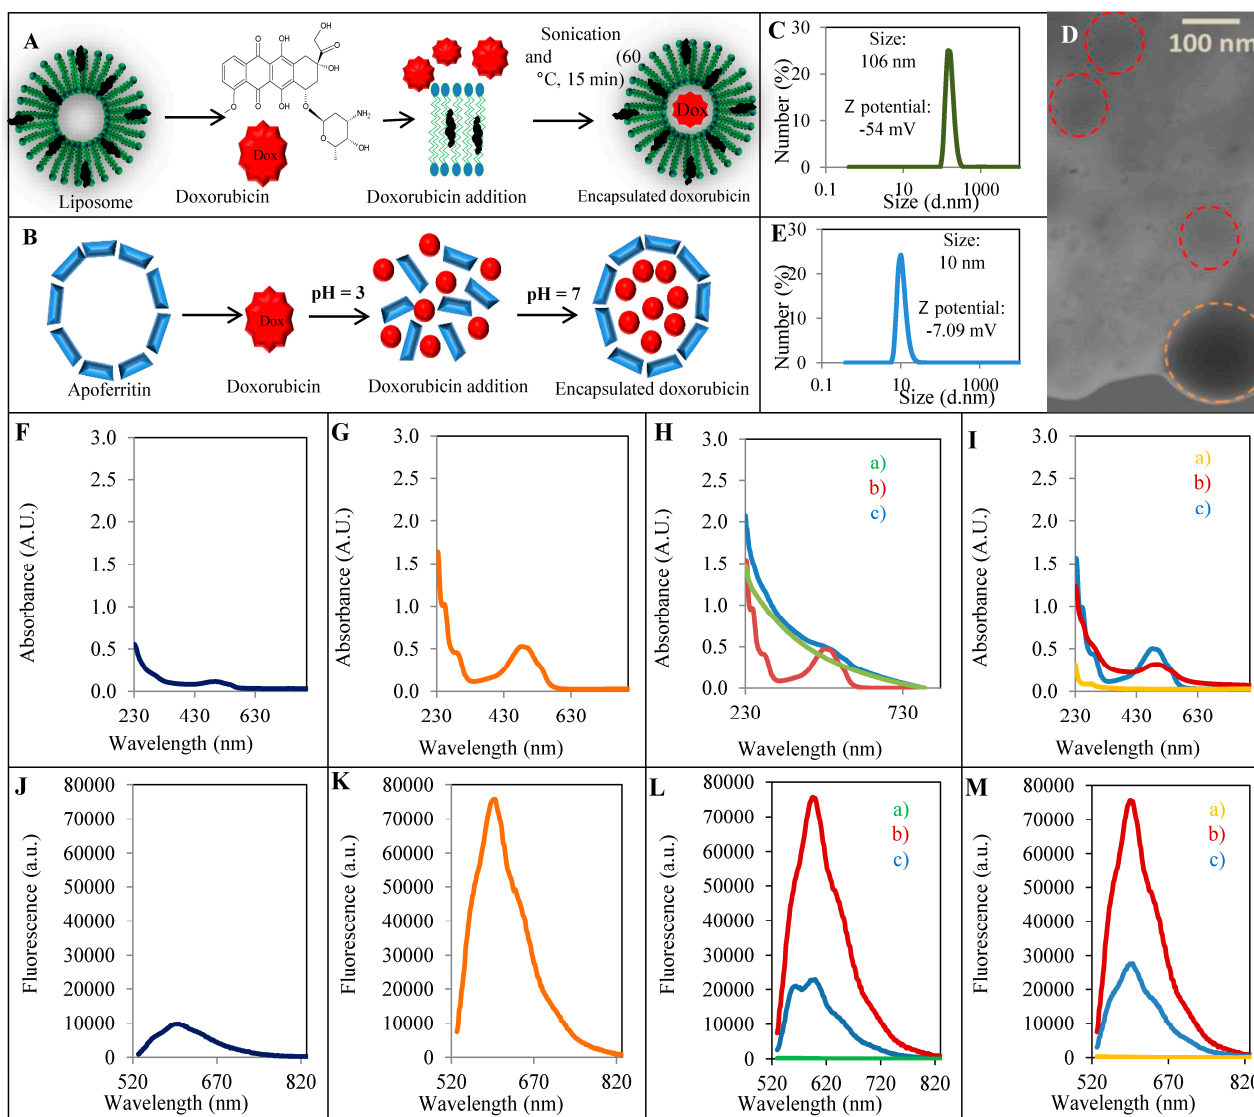 A
OH
O
OH
O
OH
OH
O
O
OH
O
O
NH2
OH
Dox
Liposome
Doxorubicin
Doxorubicin addition
Sonication
and (60
°C, 15 min)
Dox
Encapsulated doxorubicin
B
Apoferritin
Dox
Doxorubicin
pH = 3
Doxorubicin addition
pH = 7
Encapsulated doxorubicin
C
Number (%)
30
20
10
0
0.1
10
1000
Size (d.nm)
Size:
106 nm
Z potential:
-54 mV
D
100 nm
E
Number (%)
30
20
10
0
0.1
10
1000
Size (d.nm)
Size:
10 nm
Z potential:
-7.09 mV
F
Absorbance (A.U.)
3.0
2.5
2.0
1.5
1.0
0.5
0.0
230
430
630
Wavelength (nm)
G
Absorbance (A.U.)
3.0
2.5
2.0
1.5
1.0
0.5
0.0
230
430
630
Wavelength (nm)
H
Absorbance (A.U.)
3.0
2.5
2.0
1.5
1.0
0.5
0.0
230
730
Wavelength (nm)
a)
b)
c)
I
Absorbance (A.U.)
3.0
2.5
2.0
1.5
1.0
0.5
0.0
230
430
630
Wavelength (nm)
a)
b)
c)
J
Fluorescence (a.u.)
80000
70000
60000
50000
40000
30000
20000
10000
0
520
670
820
Wavelength (nm)
K
Fluorescence (a.u.)
80000
70000
60000
50000
40000
30000
20000
10000
0
520
670
820
Wavelength (nm)
L
Fluorescence (a.u.)
80000
70000
60000
50000
40000
30000
20000
10000
0
520
620
720
820
Wavelength (nm)
a)
b)
c)
M
Fluorescence (a.u.)
80000
70000
60000
50000
40000
30000
20000
10000
0
520
670
820
Wavelength (nm)
a)
b)
c)